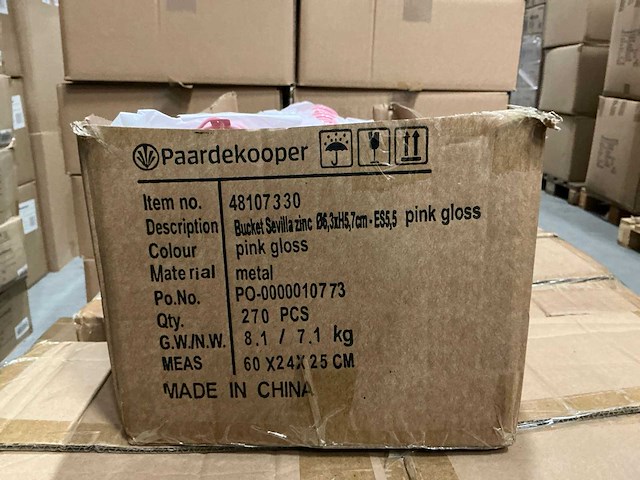 Paardekooper
Item no. 48107330
Description Bucket Sevilla zinc Ø6,3xH5,7cm - ES5,5 pink gloss
Colour pink gloss
Material metal
Po.No. PO-0000010773
Qty. 270 PCS
G.W./N.W. 8.1 / 7.1 kg
MEAS 60 X24X 25 CM
MADE IN CHINA